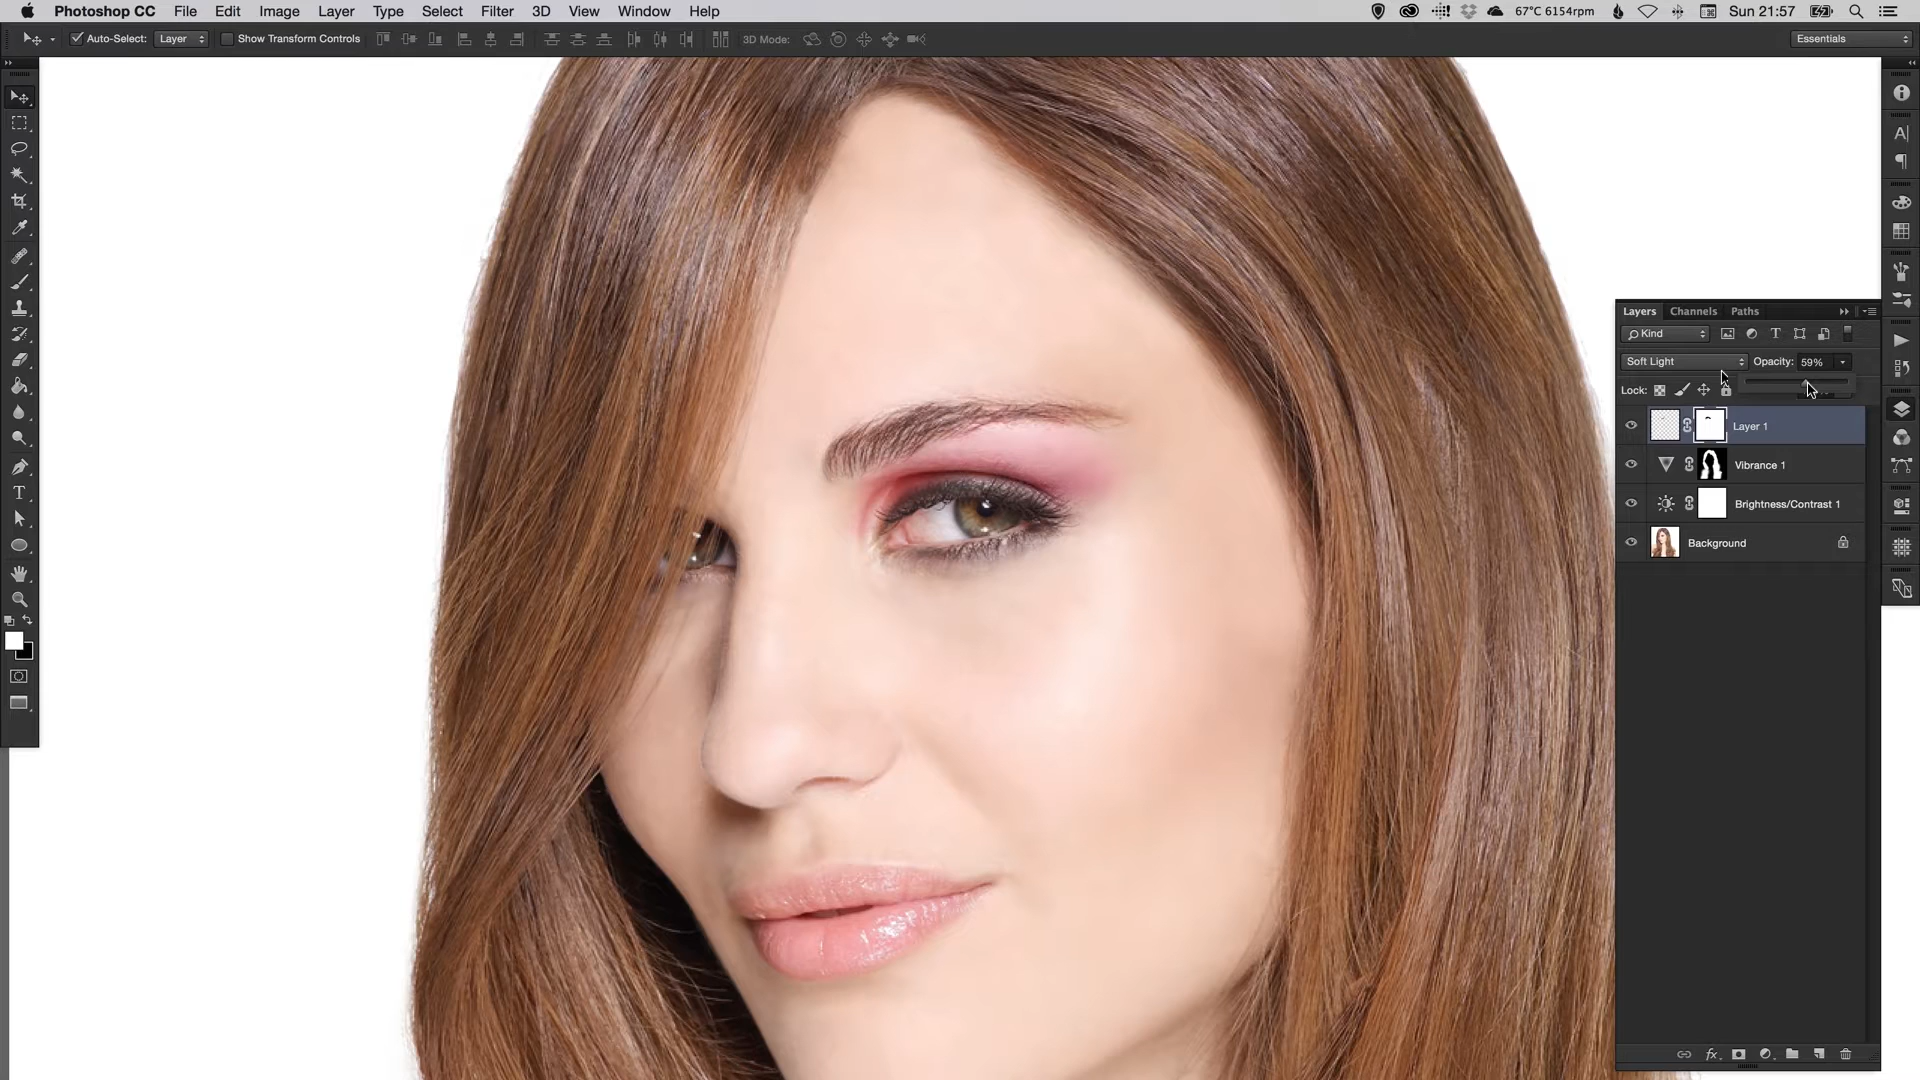 Photoshop CC File Edit Image Layer Type Select Filter 3D View Window Help 67°C 6154rpm Sun 21:57
Auto-Select: Layer Show Transform Controls 3D Mode: Essentials
Layers Channels Paths
Kind
Soft Light Opacity: 59%
Lock:
Layer 1
Vibrance 1
Brightness/Contrast 1
Background